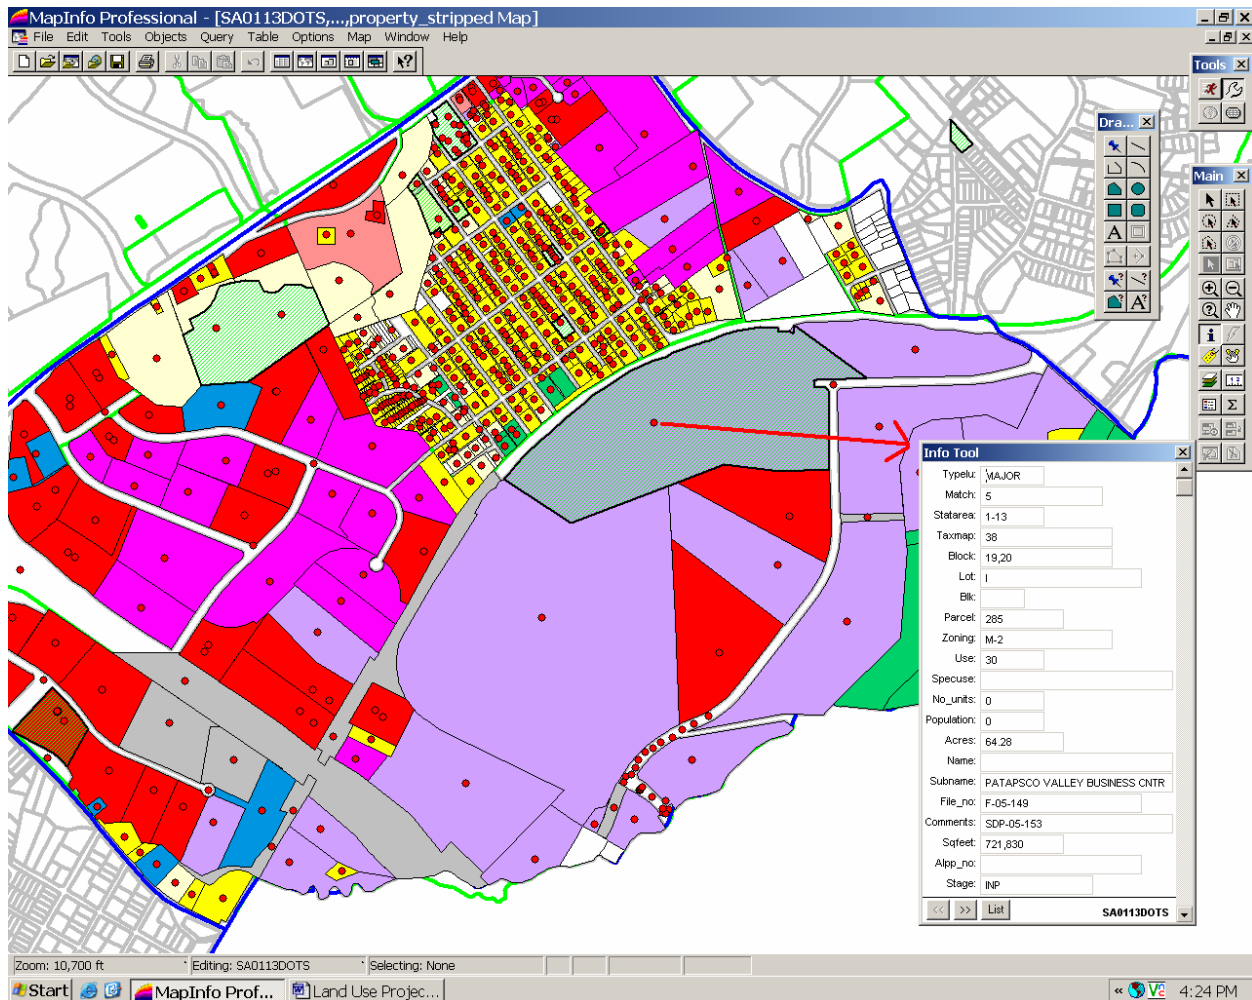 MapInfo Professional - [SA0113DOTS,...,property_stripped Map]
File Edit Tools Objects Query Table Options Map Window Help
Tools
Dra...
Main
Info Tool
Typelu: MAJOR
Match: 5
Statarea: 1-13
Taxmap: 38
Block: 19,20
Lot: I
Blk:
Parcel: 285
Zoning: M-2
Use: 30
Specuse:
No_units: 0
Population: 0
Acres: 64.28
Name:
Subname: PATAPSCO VALLEY BUSINESS CNTR
File_no: F-05-149
Comments: SDP-05-153
Sqfeet: 721,830
Alpp_no:
Stage: INP
<< >> List SA0113DOTS
Zoom: 10,700 ft Editing: SA0113DOTS Selecting: None
Start MapInfo Prof... Land Use Projec... « 4:24 PM